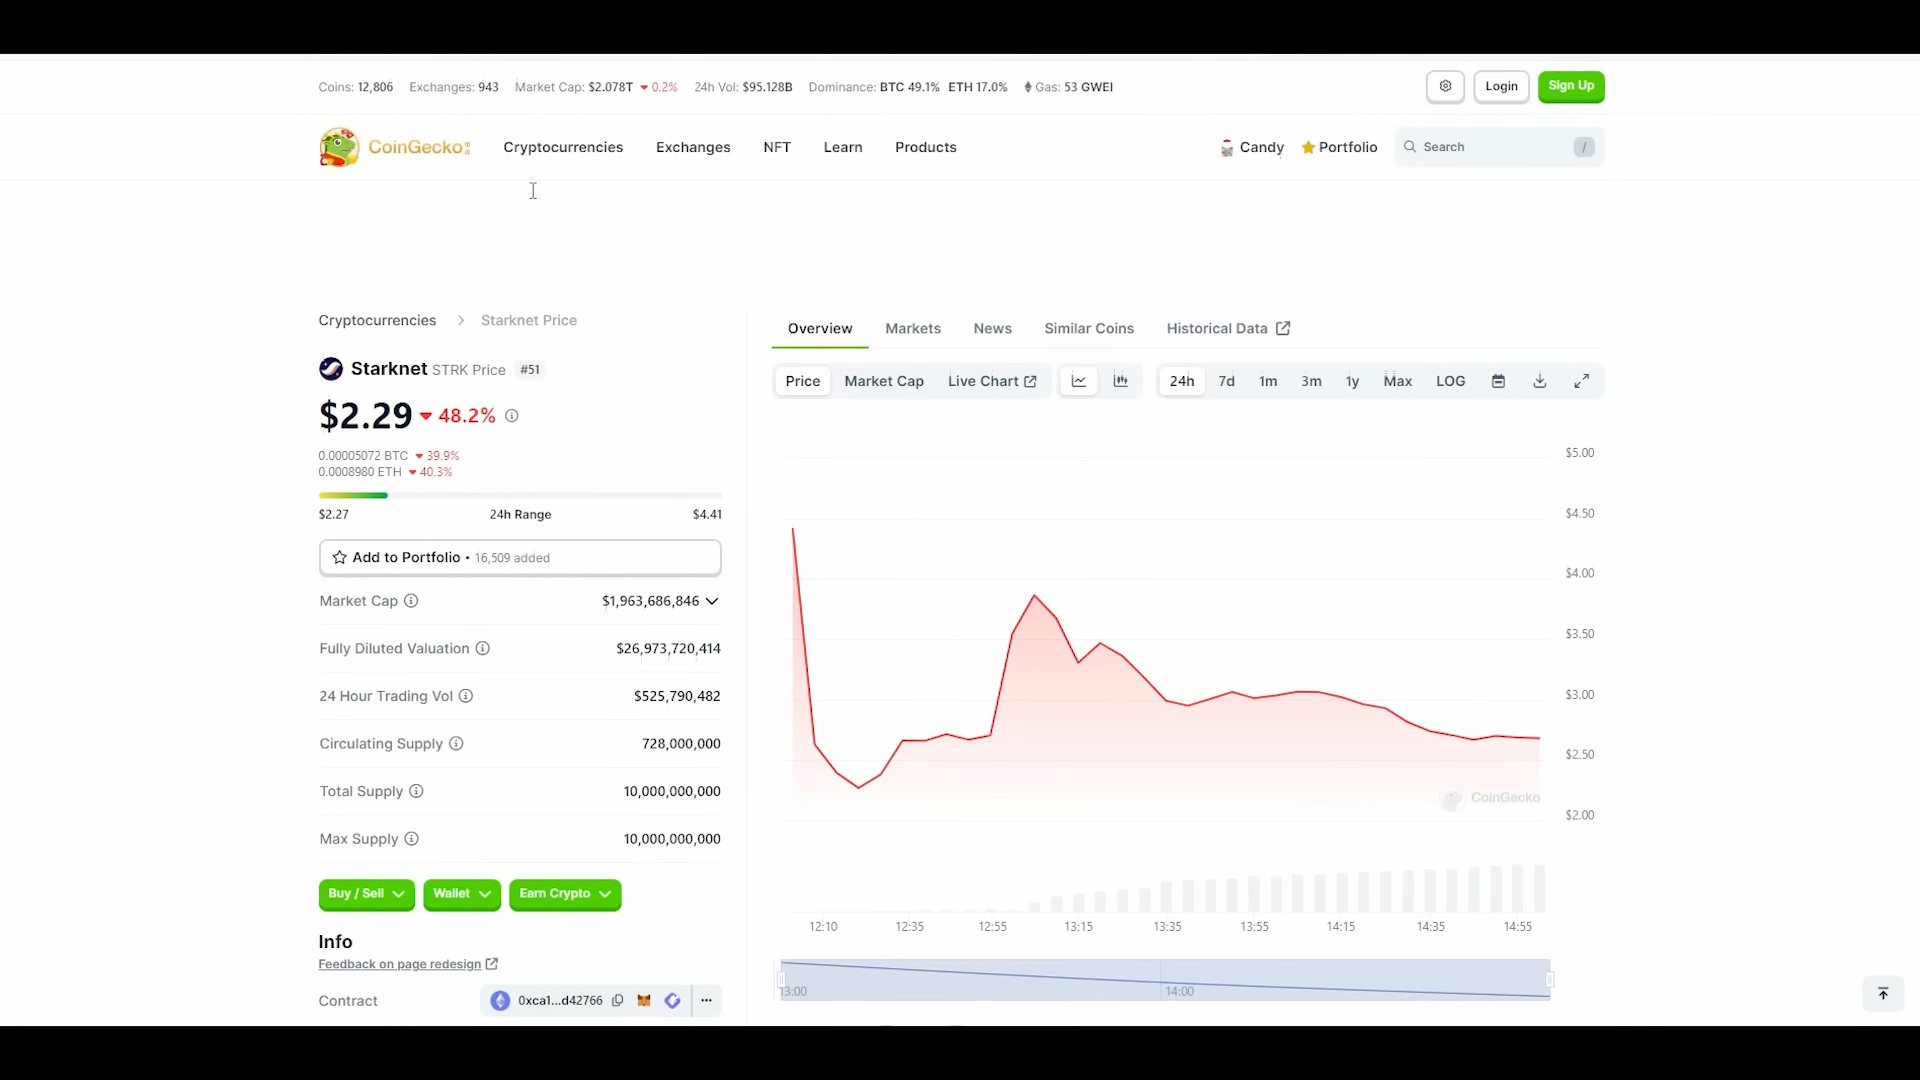 Coins: 12,806 Exchanges: 943 Market Cap: $2.078T 0.2% 24h Vol: $95.128B Dominance: BTC 49.1% ETH 17.0% Gas: 53 GWEI
Login
Sign Up
CoinGecko
Cryptocurrencies Exchanges NFT Learn Products
Candy Portfolio Search /
Cryptocurrencies > Starknet Price
Starknet STRK Price #51
$2.29 48.2%
0.00005072 BTC 39.9%
0.0008980 ETH 40.3%
$2.27 24h Range $4.41
Add to Portfolio • 16,509 added
Market Cap $1,963,686,846
Fully Diluted Valuation $26,973,720,414
24 Hour Trading Vol $525,790,482
Circulating Supply 728,000,000
Total Supply 10,000,000,000
Max Supply 10,000,000,000
Buy / Sell Wallet Earn Crypto
Info
Feedback on page redesign
Contract 0xca1...d42766 ...
Overview Markets News Similar Coins Historical Data
Price Market Cap Live Chart 24h 7d 1m 3m 1y Max LOG
$5.00
$4.50
$4.00
$3.50
$3.00
$2.50
CoinGecko
$2.00
12:10 12:35 12:55 13:15 13:35 13:55 14:15 14:35 14:55
13:00 14:00